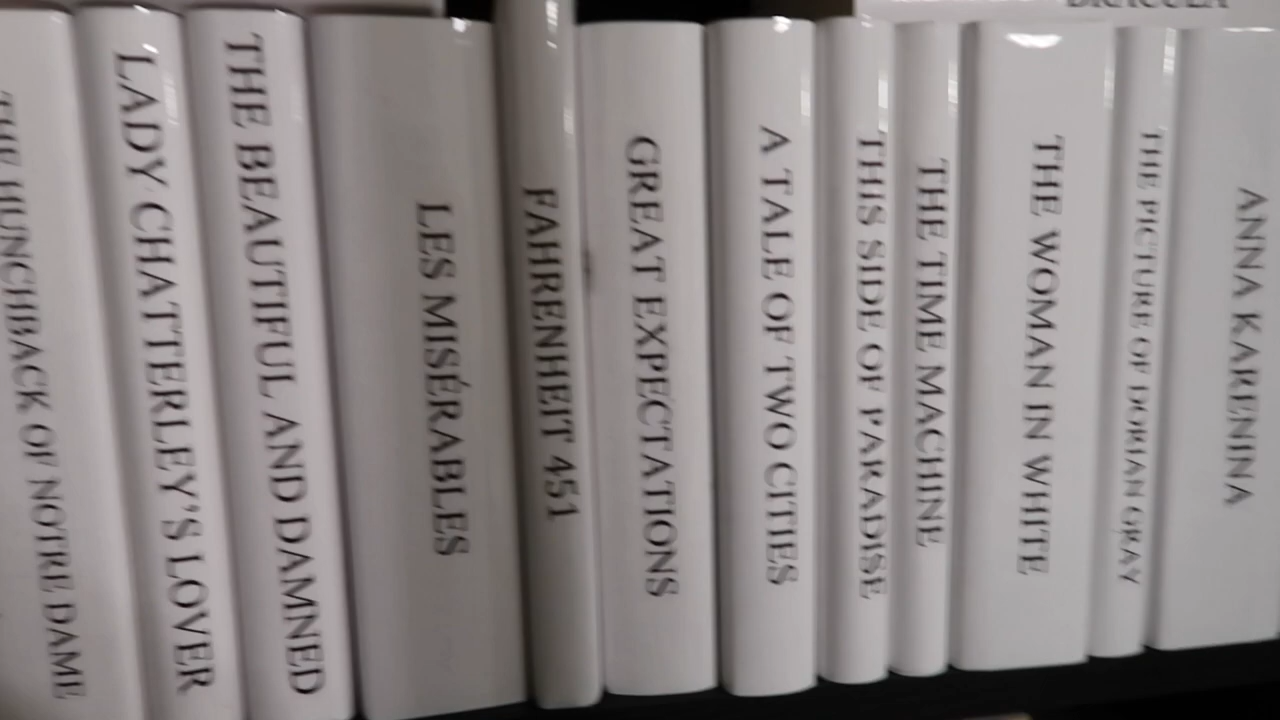 DRACULA
THE HUNCHBACK OF NOTRE DAME
LADY CHATTERLEY'S LOVER
THE BEAUTIFUL AND DAMNED
LES MISÉRABLES
FAHRENHEIT 451
GREAT EXPECTATIONS
A TALE OF TWO CITIES
THIS SIDE OF PARADISE
THE TIME MACHINE
THE WOMAN IN WHITE
THE PICTURE OF DORIAN GRAY
ANNA KARENINA